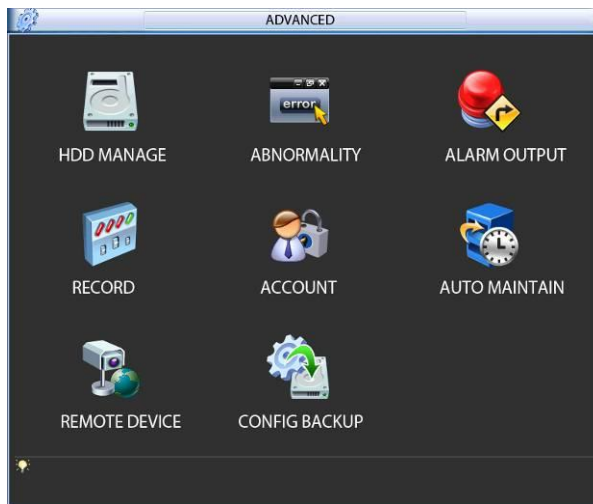 ADVANCED
error
HDD MANAGE
ABNORMALITY
ALARM OUTPUT
RECORD
ACCOUNT
AUTO MAINTAIN
REMOTE DEVICE
CONFIG BACKUP